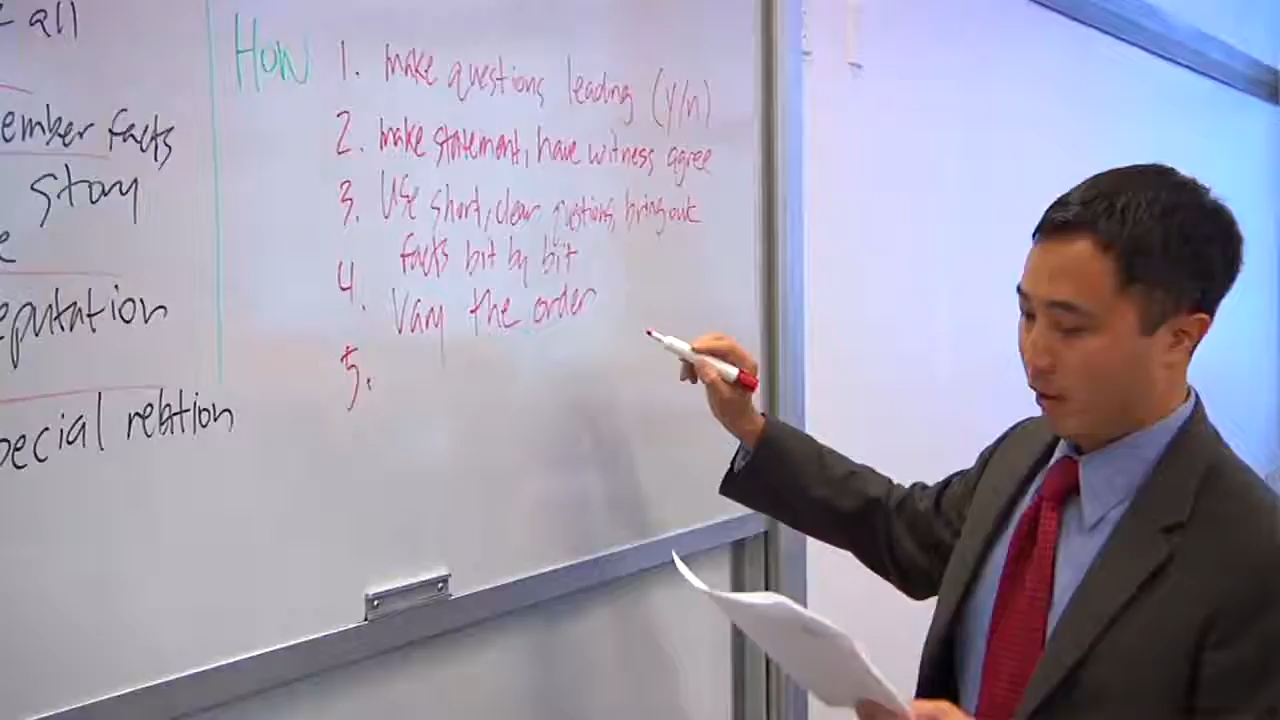 all
ember facts
story
e
eputation
pecial relation
HOW
1. make questions leading (Y/n)
2. make statement, have witness agree
3. Use short, clear questions, bring out
facts bit by bit
4. Vary the order
5.